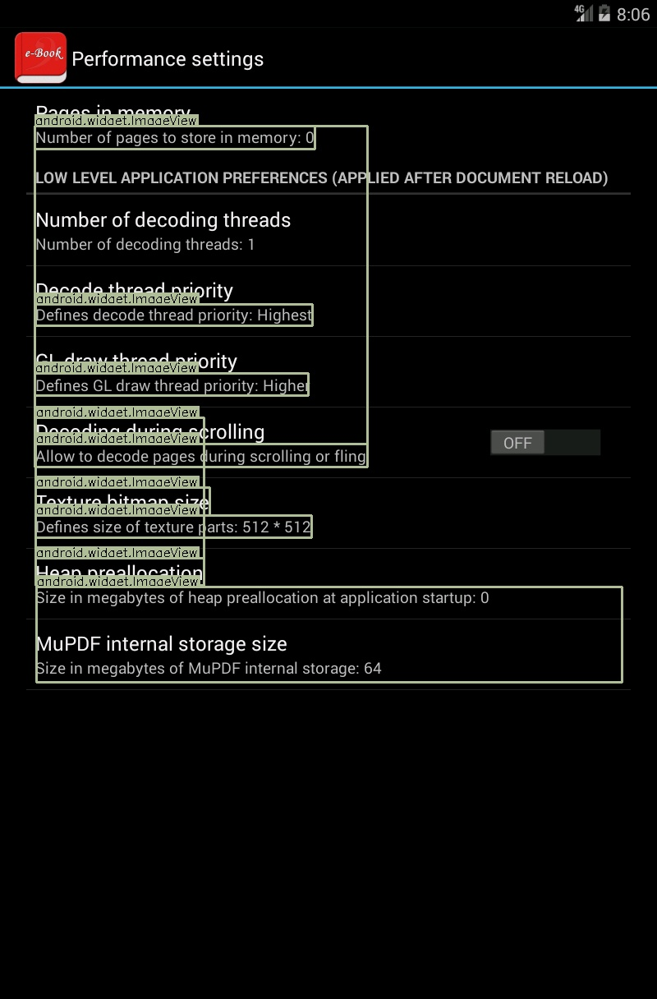 4G 8:06
e-Book Performance settings
Pages in memory
android.widget.ImageView
Number of pages to store in memory: 0
LOW LEVEL APPLICATION PREFERENCES (APPLIED AFTER DOCUMENT RELOAD)
Number of decoding threads
Number of decoding threads: 1
Decode thread priority
android.widget.ImageView
Defines decode thread priority: Highest
GL draw thread priority
android.widget.ImageView
Defines GL draw thread priority: Higher
android.widget.ImageView
Decoding during scrolling
OFF
android.widget.ImageView
Allow to decode pages during scrolling or fling
android.widget.ImageView
Texture bitmap size
android.widget.ImageView
Defines size of texture parts: 512 * 512
android.widget.ImageView
Heap preallocation
android.widget.ImageView
Size in megabytes of heap preallocation at application startup: 0
MuPDF internal storage size
Size in megabytes of MuPDF internal storage: 64